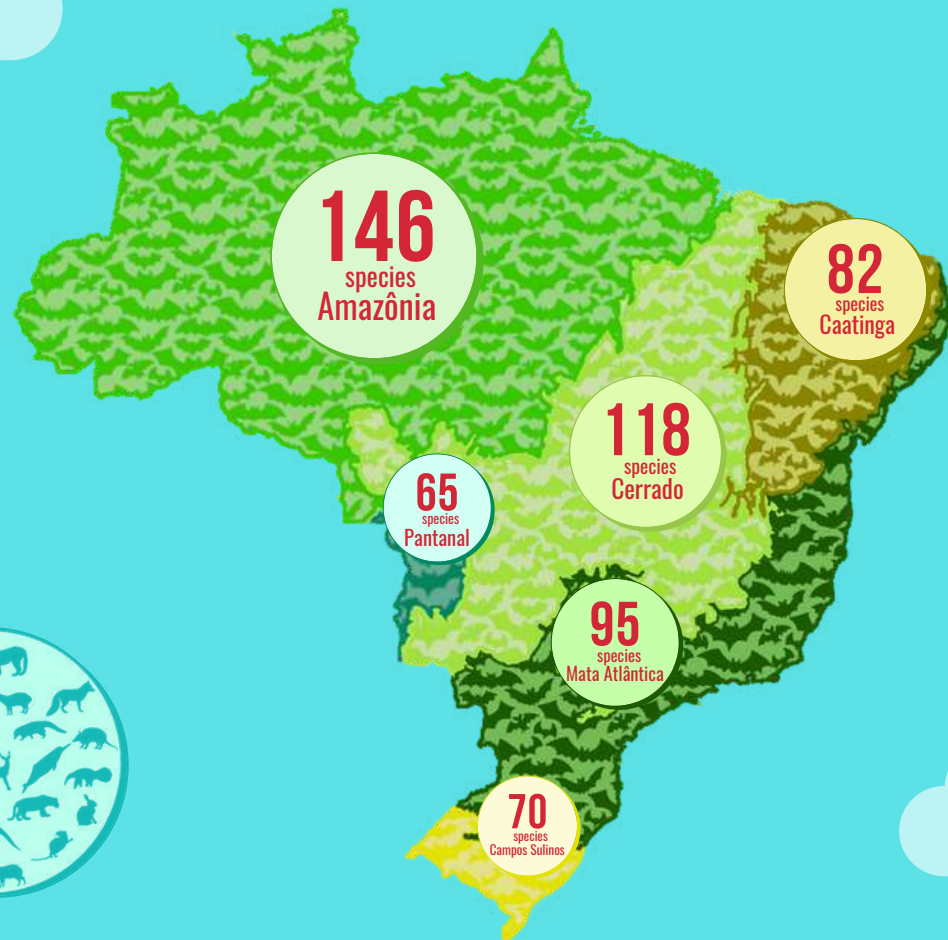 146
species
Amazônia
82
species
Caatinga
118
species
Cerrado
65
species
Pantanal
95
species
Mata Atlântica
70
species
Campos Sulinos